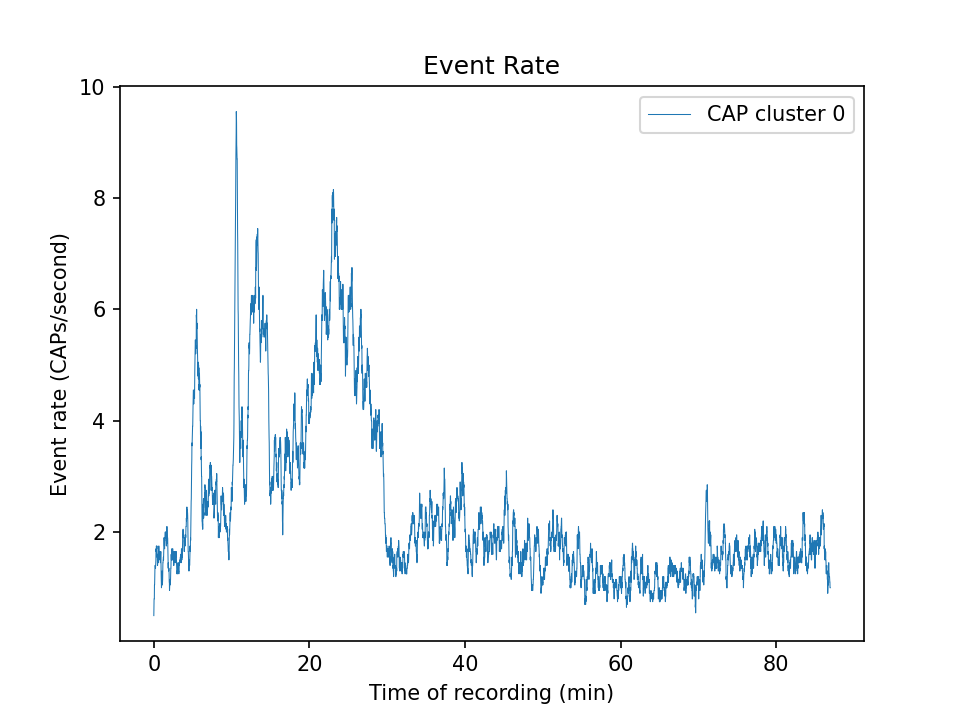 Event Rate
CAP cluster 0
Event rate (CAPs/second)
10
8
6
4
2
0 20 40 60 80
Time of recording (min)